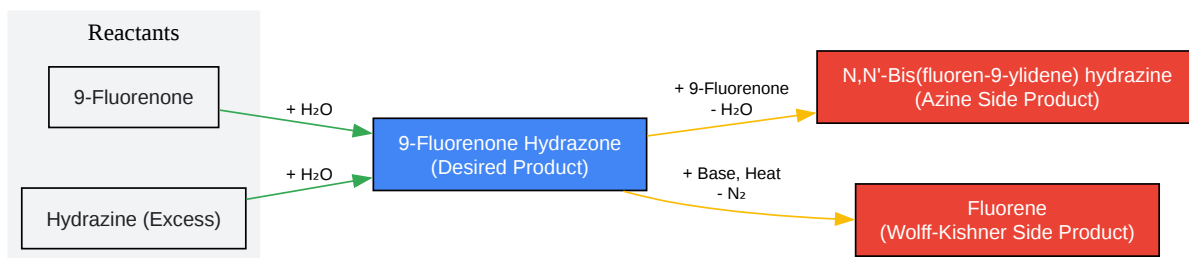 Reactants
9-Fluorenone
Hydrazine (Excess)
+ H₂O
+ H₂O
9-Fluorenone Hydrazone
(Desired Product)
+ 9-Fluorenone
- H₂O
+ Base, Heat
- N₂
N,N'-Bis(fluoren-9-ylidene) hydrazine
(Azine Side Product)
Fluorene
(Wolff-Kishner Side Product)